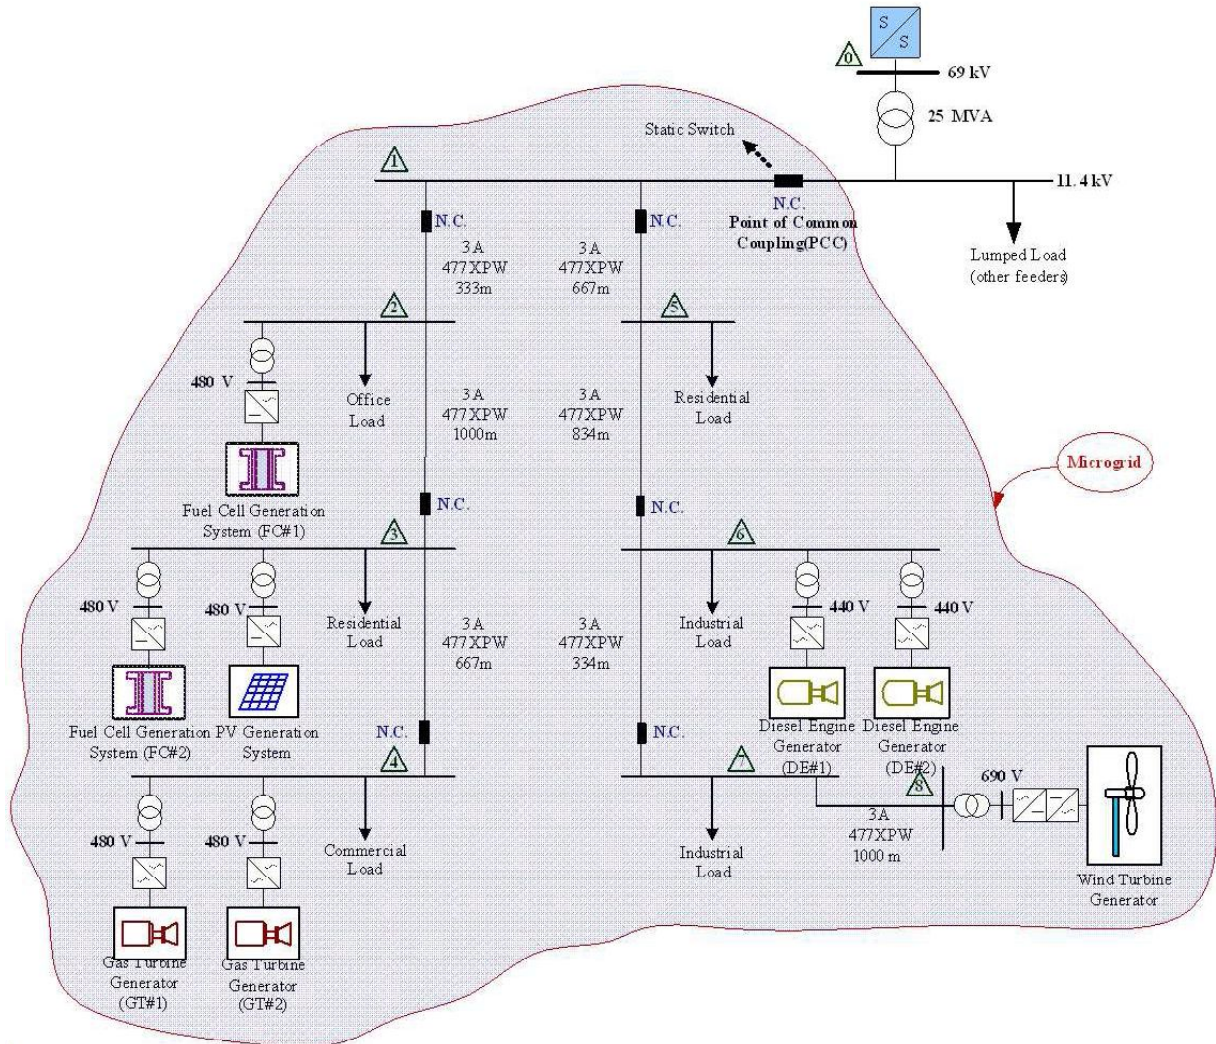 S
S
0
69 kV
25 MVA
Static Switch
1
11.4 kV
N.C.
N.C.
N.C.
Point of Common
Coupling(PCC)
3A
477XPW
333m
3A
477XPW
667m
Lumped Load
(other feeders)
2
5
480 V
Office
Load
3A
477XPW
1000m
3A
477XPW
834m
Residential
Load
Microgrid
Fuel Cell Generation
System (FC#1)
N.C.
N.C.
3
6
480 V
480 V
Residential
Load
3A
477XPW
667m
3A
477XPW
334m
Industrial
Load
440 V
440 V
Fuel Cell Generation
System (FC#2)
PV Generation
System
N.C.
N.C.
Diesel Engine
Generator
(DE#1)
Diesel Engine
Generator
(DE#2)
4
7
8
690 V
480 V
480 V
Commercial
Load
Industrial
Load
3A
477XPW
1000 m
Wind Turbine
Generator
Gas Turbine
Generator
(GT#1)
Gas Turbine
Generator
(GT#2)